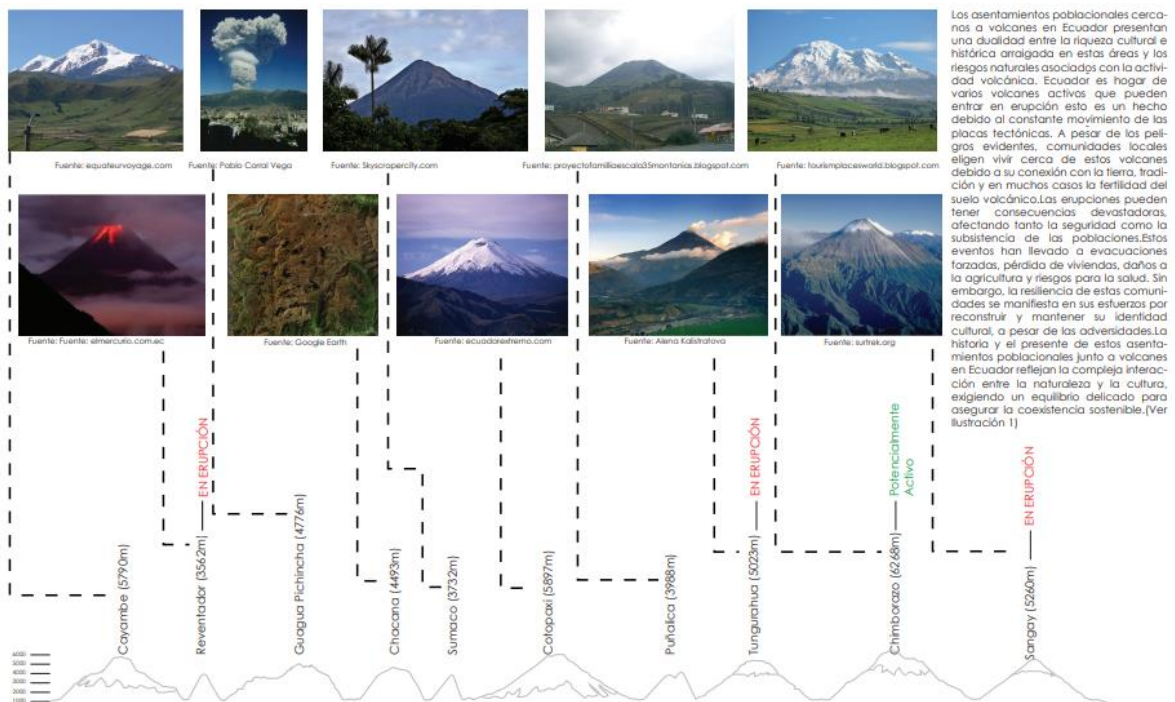 Fuente: equateurvoyage.com
Fuente: Pablo Corral Vega
Fuente: Skyscrapercity.com
Fuente: proyectofamiliaescala35montanias.blogspot.com
Fuente: tourismplacesworld.blogspot.com
Fuente: Fuente: elmercurio.com.ec
Fuente: Google Earth
Fuente: ecuadorextremo.com
Fuente: Alena Kalistratova
Fuente: surtrek.org
Los asentamientos poblacionales cerca-
nos a volcanes en Ecuador presentan
una dualidad entre la riqueza cultural e
histórica arraigada en estas áreas y los
riesgos naturales asociados con la activi-
dad volcánica. Ecuador es hogar de
varios volcanes activos que pueden
entrar en erupción esto es un hecho
debido al constante movimiento de las
placas tectónicas. A pesar de los peli-
gros evidentes, comunidades locales
eligen vivir cerca de estos volcanes
debido a su conexión con la tierra, tradi-
ción y en muchos casos la fertilidad del
suelo volcánico.Las erupciones pueden
tener consecuencias devastadoras,
afectando tanto la seguridad como la
subsistencia de las poblaciones.Estos
eventos han llevado a evacuaciones
forzadas, pérdida de viviendas, daños a
la agricultura y riesgos para la salud. Sin
embargo, la resiliencia de estas comuni-
dades se manifiesta en sus esfuerzos por
reconstruir y mantener su identidad
cultural, a pesar de las adversidades.La
historia y el presente de estos asenta-
mientos poblacionales junto a volcanes
en Ecuador reflejan la compleja interac-
ción entre la naturaleza y la cultura,
exigiendo un equilibrio delicado para
asegurar la coexistencia sostenible.(Ver
Ilustración 1)
Cayambe (5790m)
Reventador (3562m)
EN ERUPCIÓN
Guagua Pichincha (4776m)
Chacana (4493m)
Sumaco (3732m)
Cotopaxi (5897m)
Puñalica (3988m)
Tungurahua (5023m)
EN ERUPCIÓN
Chimborazo (6268m)
Potencialmente
Activo
Sangay (5260m)
EN ERUPCIÓN
6000
5000
4000
3000
2000
1000